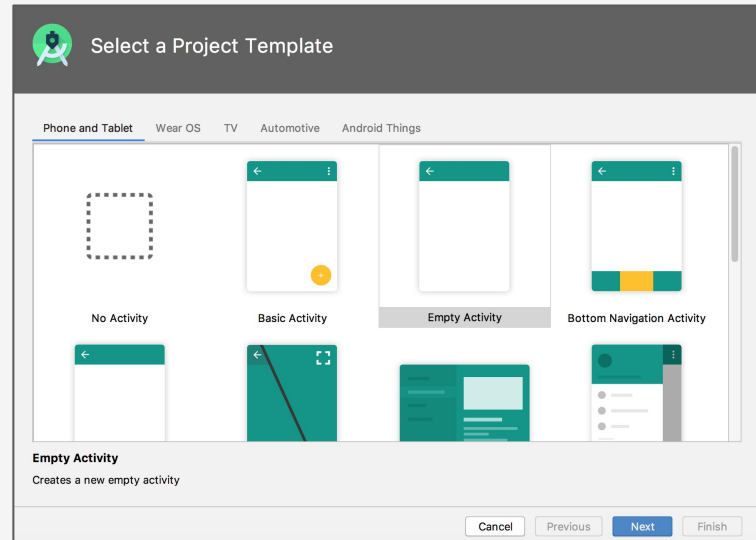 Select a Project Template
Phone and Tablet Wear OS TV Automotive Android Things
No Activity Basic Activity Empty Activity Bottom Navigation Activity
Empty Activity
Creates a new empty activity
Cancel Previous Next Finish